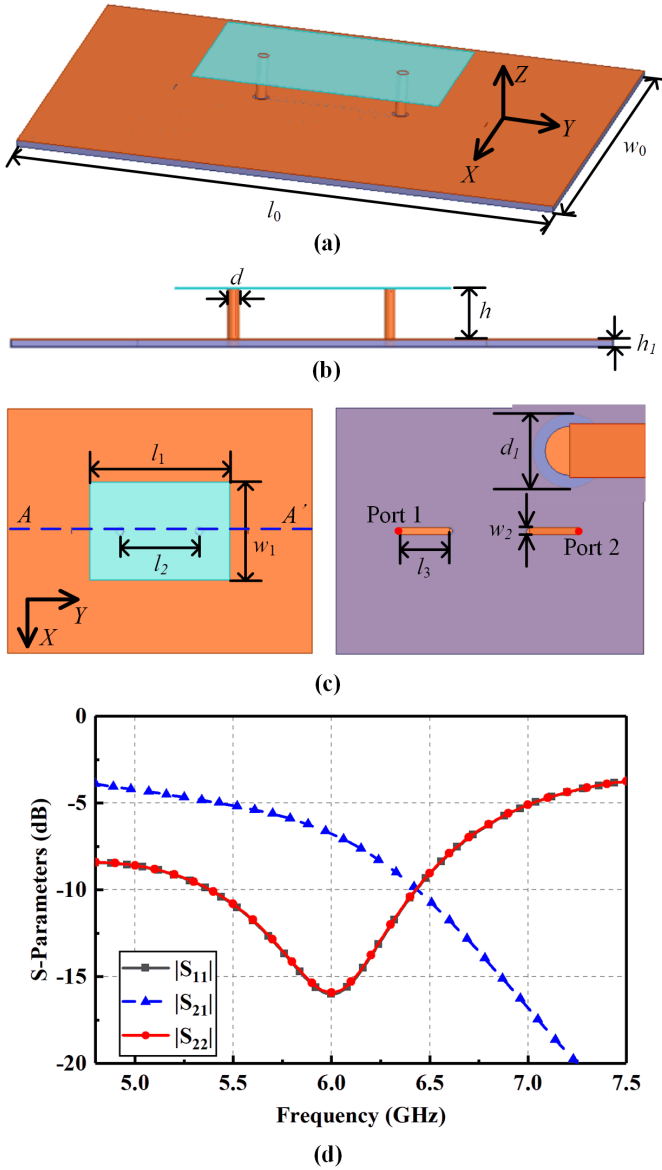 Z
Y
X
w0
l0
(a)
d
h
h1
(b)
l1
A
A´
l2
w1
Y
X
d1
Port 1
w2
Port 2
l3
(c)
0
-5
-10
-15
-20
S-Parameters (dB)
|S11|
|S21|
|S22|
5.0 5.5 6.0 6.5 7.0 7.5
Frequency (GHz)
(d)